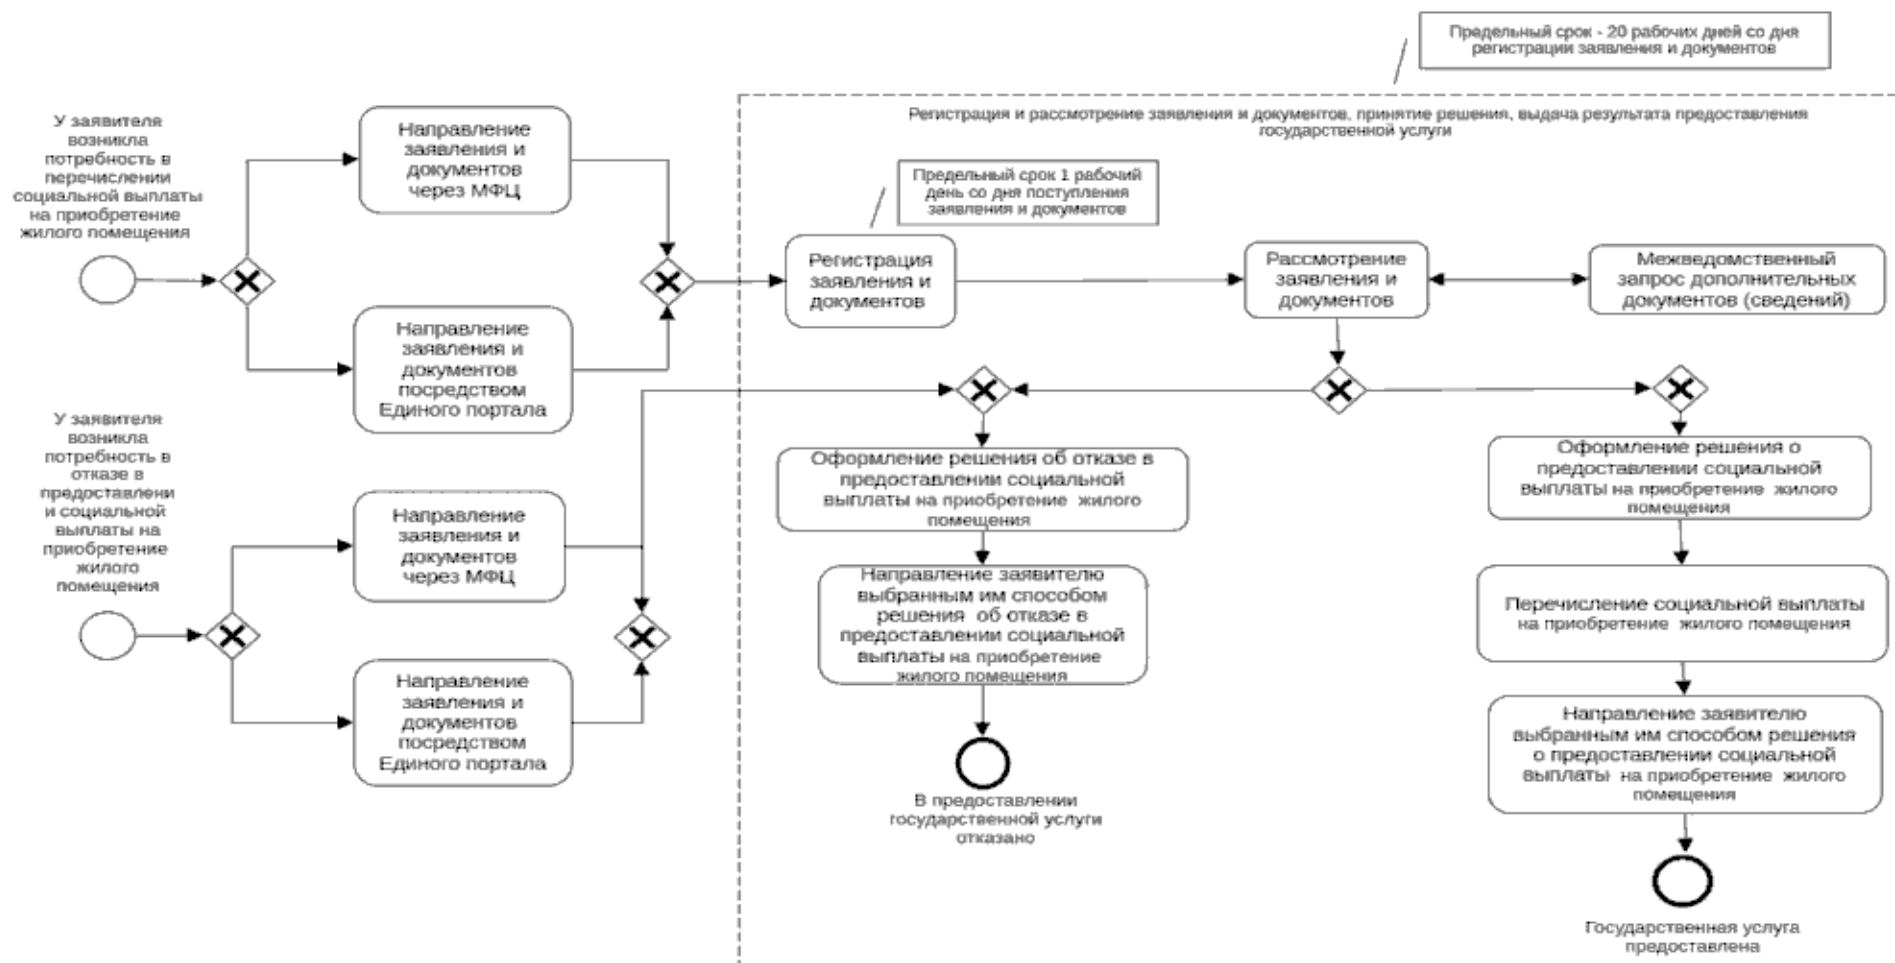 Предельный срок - 20 рабочих дней со дня
регистрации заявления и документов
Регистрация и рассмотрение заявления и документов, принятие решения, выдача результата предоставления
государственной услуги
У заявителя
возникла
потребность в
перечислении
социальной выплаты
на приобретение
жилого помещения
Направление
заявления и
документов
через МФЦ
Предельный срок 1 рабочий
день со дня поступления
заявления и документов
Регистрация
заявления и
документов
Рассмотрение
заявления и
документов
Межведомственный
запрос дополнительных
документов (сведений)
Направление
заявления и
документов
посредством
Единого портала
У заявителя
возникла
потребность в
отказе в
предоставлени
и социальной
выплаты на
приобретение
жилого
помещения
Направление
заявления и
документов
через МФЦ
Направление
заявления и
документов
посредством
Единого портала
Оформление решения об отказе в
предоставлении социальной
выплаты на приобретение жилого
помещения
Направление заявителю
выбранным им способом
решения об отказе в
предоставлении социальной
выплаты на приобретение
жилого помещения
В предоставлении
государственной услуги
отказано
Оформление решения о
предоставлении социальной
выплаты на приобретение жилого
помещения
Перечисление социальной выплаты
на приобретение жилого помещения
Направление заявителю
выбранным им способом решения
о предоставлении социальной
выплаты на приобретение жилого
помещения
Государственная услуга
предоставлена